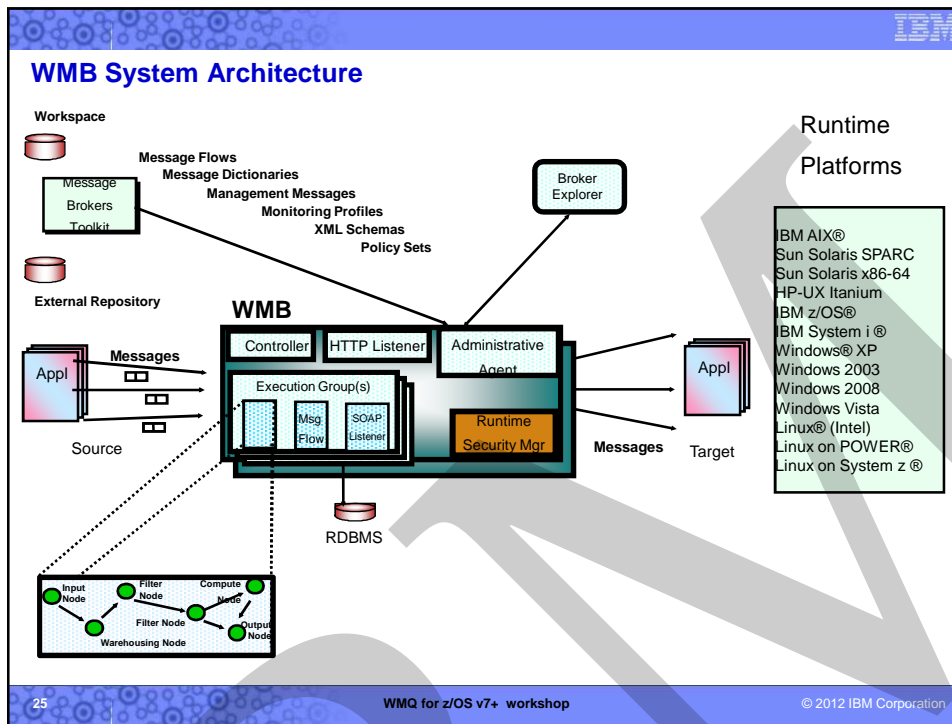 IBM
WMB System Architecture
Workspace
Message Flows
Message Dictionaries
Management Messages
Monitoring Profiles
XML Schemas
Policy Sets
Message
Brokers
Toolkit
Broker
Explorer
Runtime
Platforms
IBM AIX®
Sun Solaris SPARC
Sun Solaris x86-64
HP-UX Itanium
IBM z/OS®
IBM System i ®
Windows® XP
Windows 2003
Windows 2008
Windows Vista
Linux® (Intel)
Linux on POWER®
Linux on System z ®
External Repository
WMB
Controller
HTTP Listener
Administrative
Agent
Appl
Messages
Source
Execution Group(s)
Msg
Flow
SOAP
Listener
Runtime
Security Mgr
Messages
Appl
Target
RDBMS
Input
Node
Filter
Node
Compute
Node
Filter Node
Output
Node
Warehousing Node
25
WMQ for z/OS v7+ workshop
© 2012 IBM Corporation